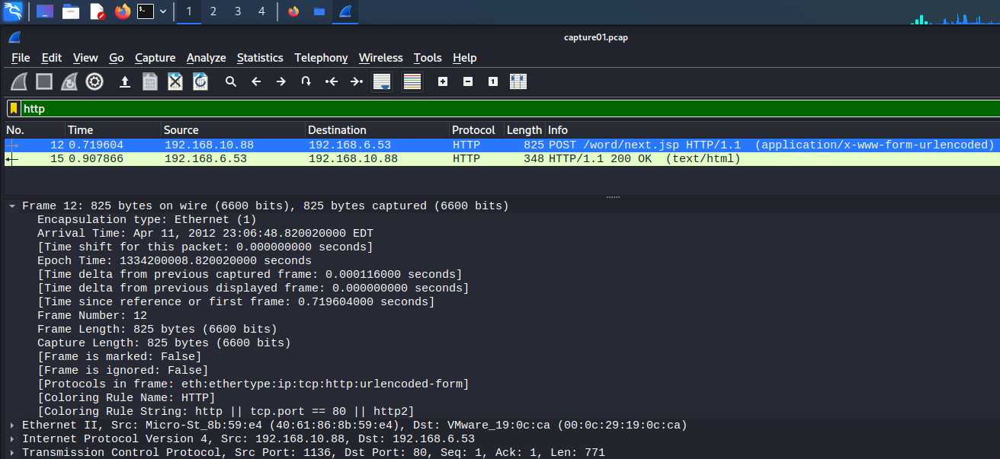 1 2 3 4
capture01.pcap
File Edit View Go Capture Analyze Statistics Telephony Wireless Tools Help
http
No. Time Source Destination Protocol Length Info
12 0.719604 192.168.10.88 192.168.6.53 HTTP 825 POST /word/next.jsp HTTP/1.1 (application/x-www-form-urlencoded)
15 0.907866 192.168.6.53 192.168.10.88 HTTP 348 HTTP/1.1 200 OK (text/html)
Frame 12: 825 bytes on wire (6600 bits), 825 bytes captured (6600 bits)
Encapsulation type: Ethernet (1)
Arrival Time: Apr 11, 2012 23:06:48.820020000 EDT
[Time shift for this packet: 0.000000000 seconds]
Epoch Time: 1334200008.820020000 seconds
[Time delta from previous captured frame: 0.000116000 seconds]
[Time delta from previous displayed frame: 0.000000000 seconds]
[Time since reference or first frame: 0.719604000 seconds]
Frame Number: 12
Frame Length: 825 bytes (6600 bits)
Capture Length: 825 bytes (6600 bits)
[Frame is marked: False]
[Frame is ignored: False]
[Protocols in frame: eth:ethertype:ip:tcp:http:urlencoded-form]
[Coloring Rule Name: HTTP]
[Coloring Rule String: http || tcp.port == 80 || http2]
Ethernet II, Src: Micro-St_8b:59:e4 (40:61:86:8b:59:e4), Dst: VMware_19:0c:ca (00:0c:29:19:0c:ca)
Internet Protocol Version 4, Src: 192.168.10.88, Dst: 192.168.6.53
Transmission Control Protocol, Src Port: 1136, Dst Port: 80, Seq: 1, Ack: 1, Len: 771